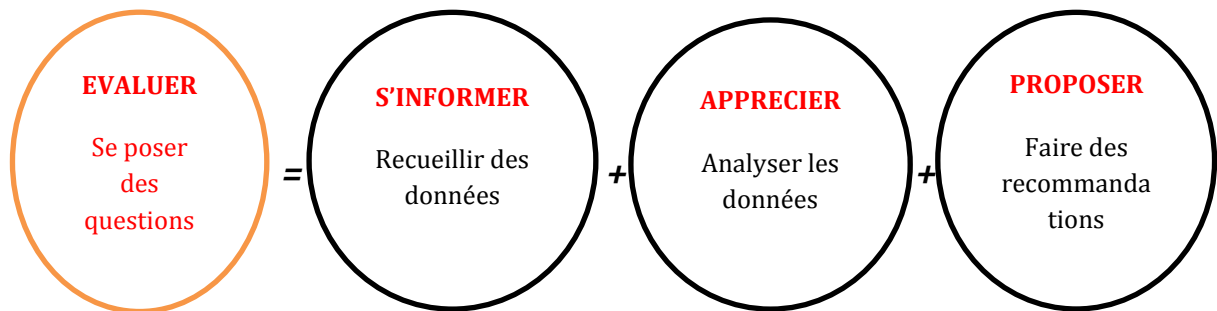 EVALUER
Se poser
des
questions
=
S’INFORMER
Recueillir des
données
+
APPRECIER
Analyser les
données
+
PROPOSER
Faire des
recommanda
tions